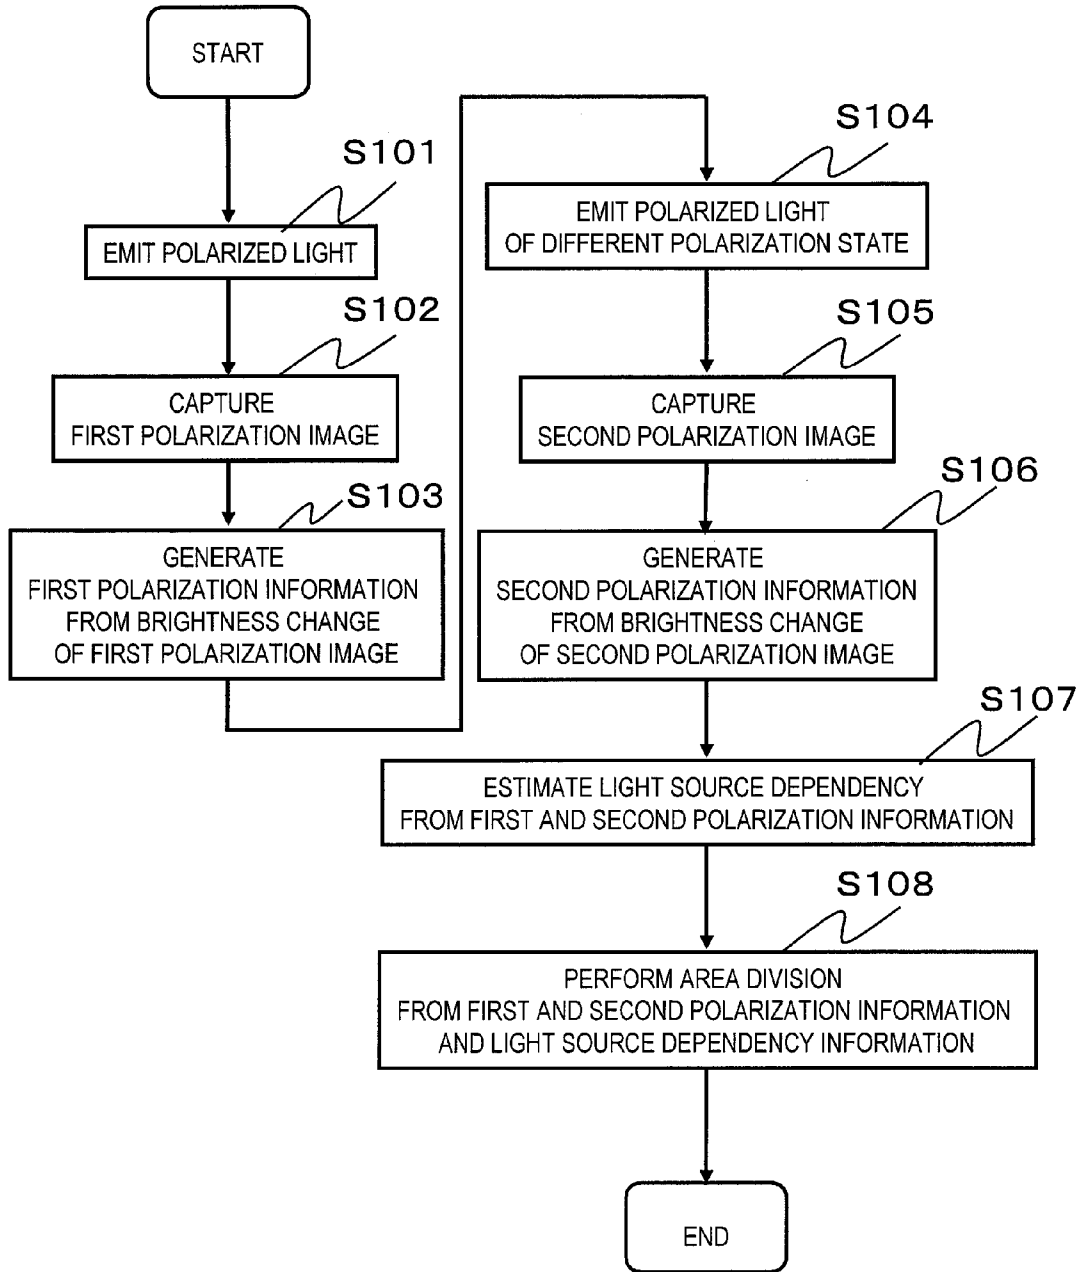 START
S101
EMIT POLARIZED LIGHT
S102
CAPTURE
FIRST POLARIZATION IMAGE
S103
GENERATE
FIRST POLARIZATION INFORMATION
FROM BRIGHTNESS CHANGE
OF FIRST POLARIZATION IMAGE
S104
EMIT POLARIZED LIGHT
OF DIFFERENT POLARIZATION STATE
S105
CAPTURE
SECOND POLARIZATION IMAGE
S106
GENERATE
SECOND POLARIZATION INFORMATION
FROM BRIGHTNESS CHANGE
OF SECOND POLARIZATION IMAGE
S107
ESTIMATE LIGHT SOURCE DEPENDENCY
FROM FIRST AND SECOND POLARIZATION INFORMATION
S108
PERFORM AREA DIVISION
FROM FIRST AND SECOND POLARIZATION INFORMATION
AND LIGHT SOURCE DEPENDENCY INFORMATION
END